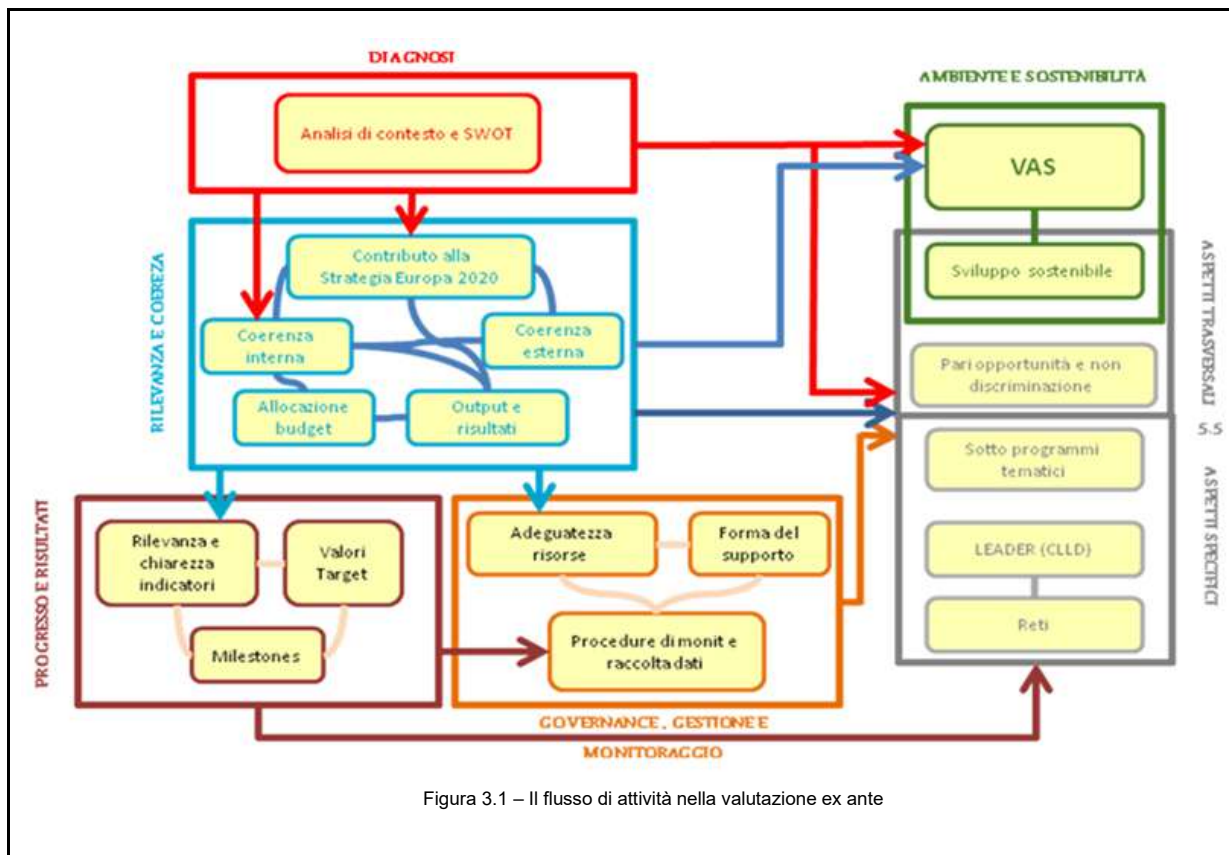 DIAGNOSI
Analisi di contesto e SWOT
AMBIENTE E SOSTENIBILITÀ
VAS
Sviluppo sostenibile
RILEVANZA E COEREZA
Contributo alla
Strategia Europa 2020
Coerenza
interna
Coerenza
esterna
Allocazione
budget
Output e
risultati
ASPETTI TRASVERSALI
Pari opportunità e non
discriminazione
5.5
ASPETTI SPECIFICI
Sotto programmi
tematici
LEADER (CLLD)
Reti
PROGRESSO E RISULTATI
Rilevanza e
chiarezza
indicatori
Valori
Target
Milestones
Adeguatezza
risorse
Forma del
supporto
Procedure di monit e
raccolta dati
GOVERNANCE, GESTIONE E
MONITORAGGIO
Figura 3.1 – Il flusso di attività nella valutazione ex ante